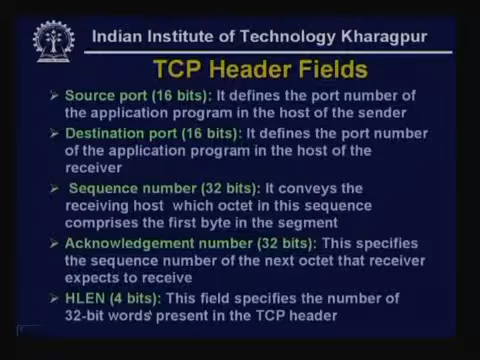 Indian Institute of Technology Kharagpur
TCP Header Fields
➢ Source port (16 bits): It defines the port number of
the application program in the host of the sender
➢ Destination port (16 bits): It defines the port number
of the application program in the host of the
receiver
➢ Sequence number (32 bits): It conveys the
receiving host which octet in this sequence
comprises the first byte in the segment
➢ Acknowledgement number (32 bits): This specifies
the sequence number of the next octet that receiver
expects to receive
➢ HLEN (4 bits): This field specifies the number of
32-bit words present in the TCP header